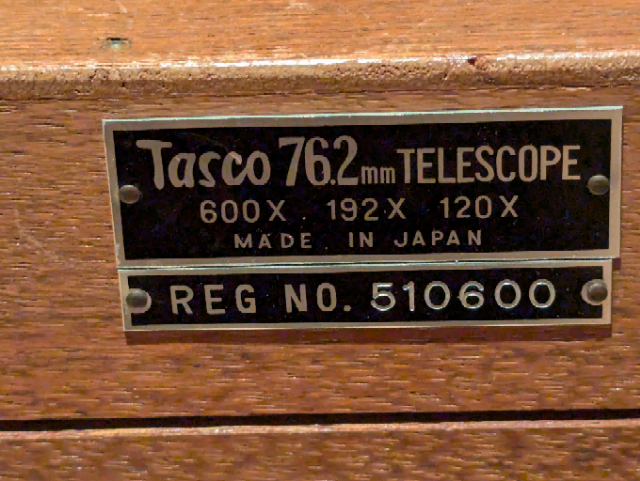 Tasco 76.2mm TELESCOPE
600X 192X 120X
MADE IN JAPAN
REG NO. 510600